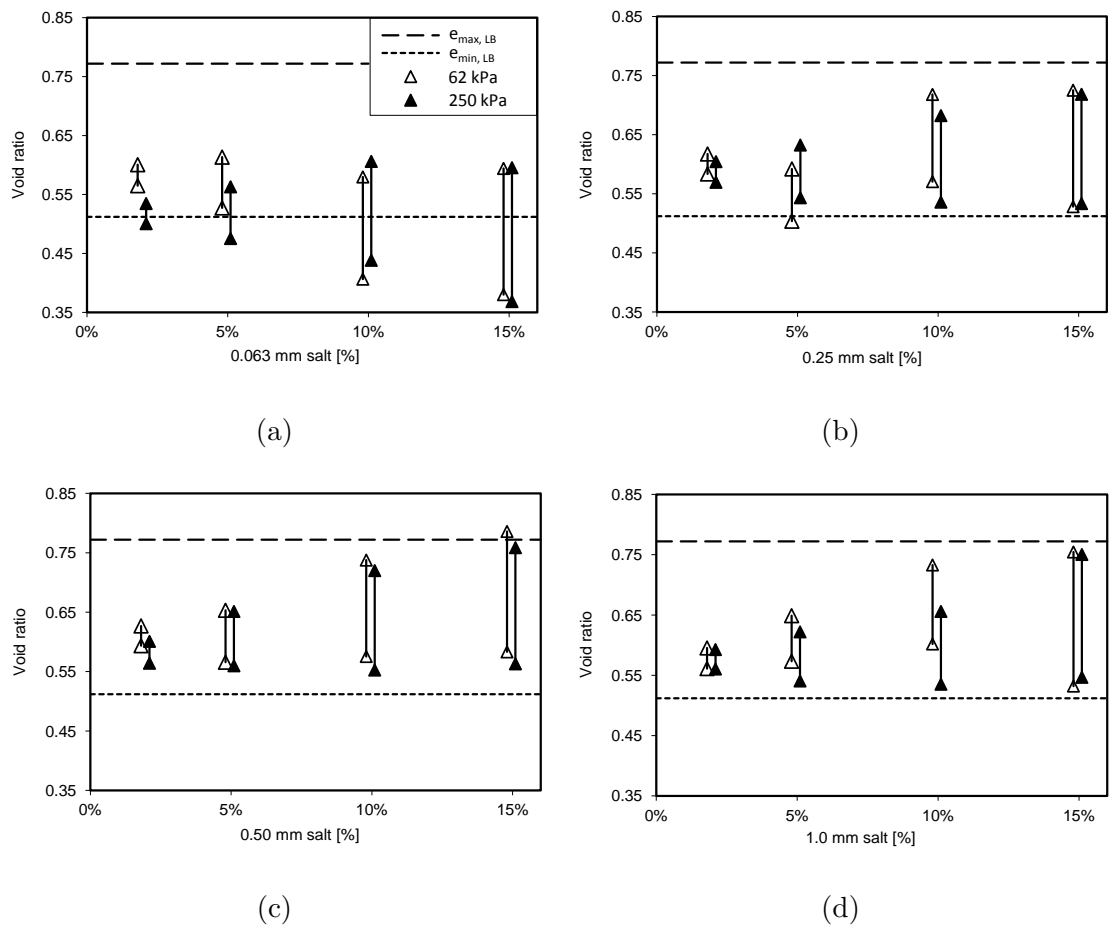 0.85
0.75
0.65
0.55
0.45
0.35
Void ratio
0% 5% 10% 15%
0.063 mm salt [%]
e_max, LB
e_min, LB
62 kPa
250 kPa
(a)
0.85
0.75
0.65
0.55
0.45
0.35
Void ratio
0% 5% 10% 15%
0.25 mm salt [%]
(b)
0.85
0.75
0.65
0.55
0.45
0.35
Void ratio
0% 5% 10% 15%
0.50 mm salt [%]
(c)
0.85
0.75
0.65
0.55
0.45
0.35
Void ratio
0% 5% 10% 15%
1.0 mm salt [%]
(d)